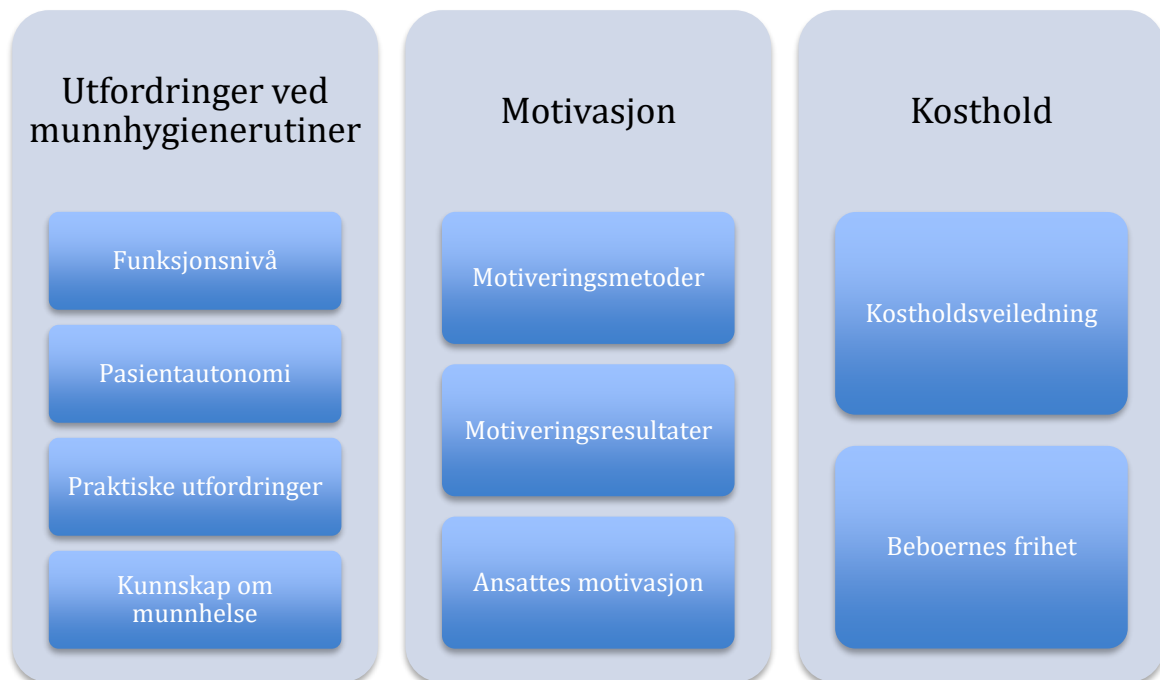 Utfordringer ved
munnhygienerutiner
Funksjonsnivå
Pasientautonomi
Praktiske utfordringer
Kunnskap om
munnhelse
Motivasjon
Motiveringsmetoder
Motiveringsresultater
Ansattes motivasjon
Kosthold
Kostholdsveiledning
Beboernes frihet